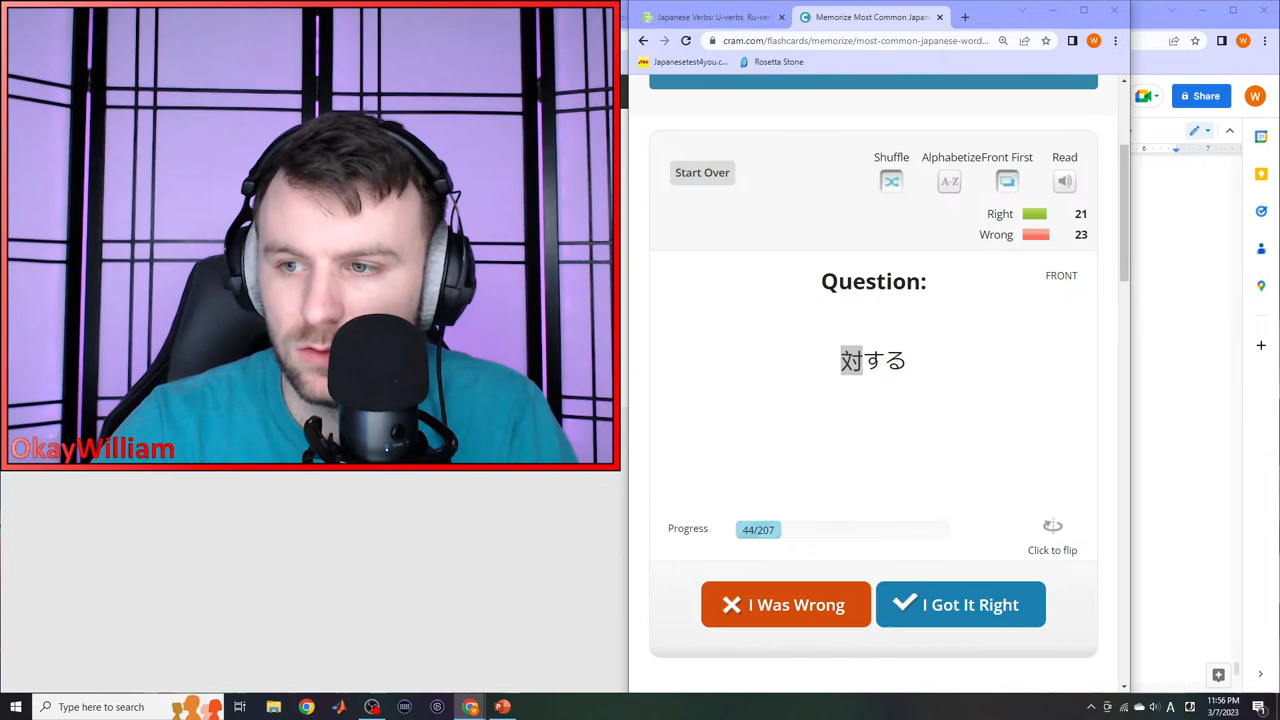 Japanese Verbs: U-verbs, Ru-ver
Memorize Most Common Japan
cram.com/flashcards/memorize/most-common-japanese-word...
Japanesetest4you.c...
Rosetta Stone
Share
W
6
7
Start Over
Shuffle
Alphabetize
Front First
Read
A-Z
Right 21
Wrong 23
Question:
FRONT
対する
Progress
44/207
Click to flip
I Was Wrong
I Got It Right
OkayWilliam
Type here to search
A
11:56 PM
3/7/2023